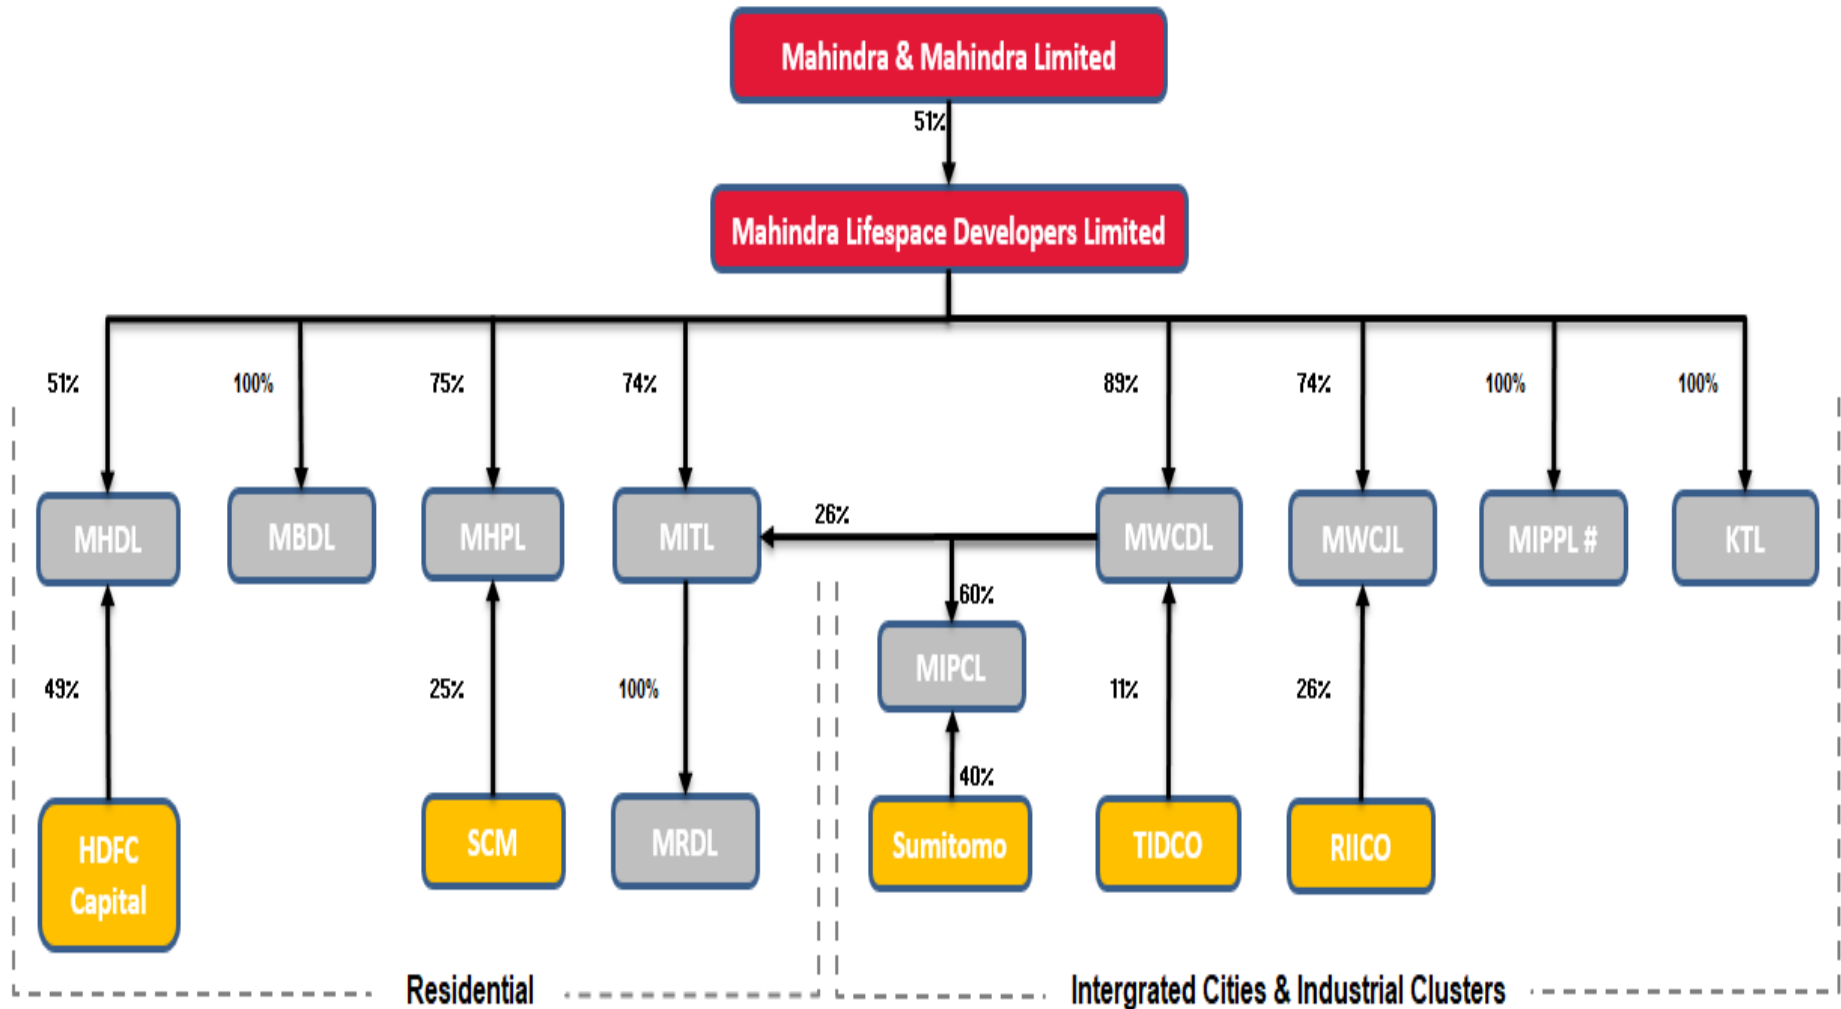 Mahindra & Mahindra Limited
51%
Mahindra Lifespace Developers Limited
51%
100%
75%
74%
89%
74%
100%
100%
MHDL
MBDL
MHPL
MITL
26%
MWCDL
MWCJL
MIPPL #
KTL
60%
MIPCL
49%
25%
100%
11%
26%
40%
HDFC
Capital
SCM
MRDL
Sumitomo
TIDCO
RIICO
Residential
Intergrated Cities & Industrial Clusters